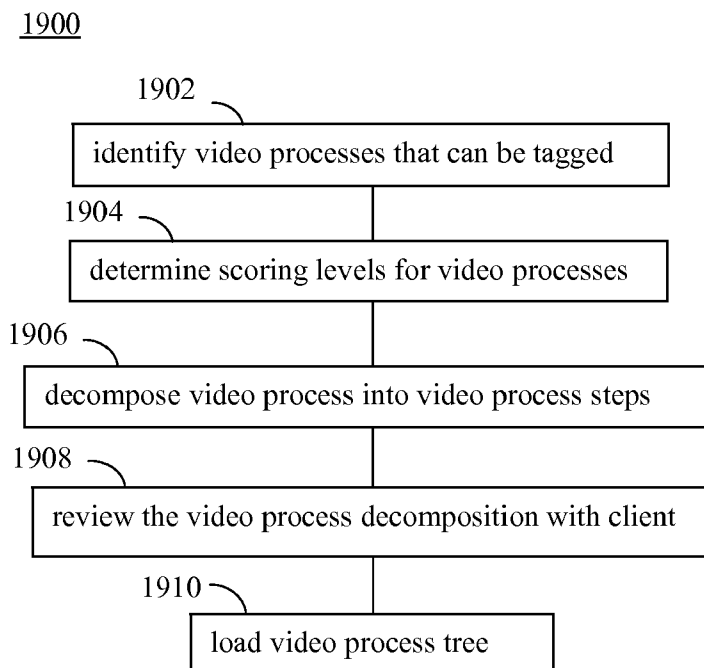 1900
1902
identify video processes that can be tagged
1904
determine scoring levels for video processes
1906
decompose video process into video process steps
1908
review the video process decomposition with client
1910
load video process tree